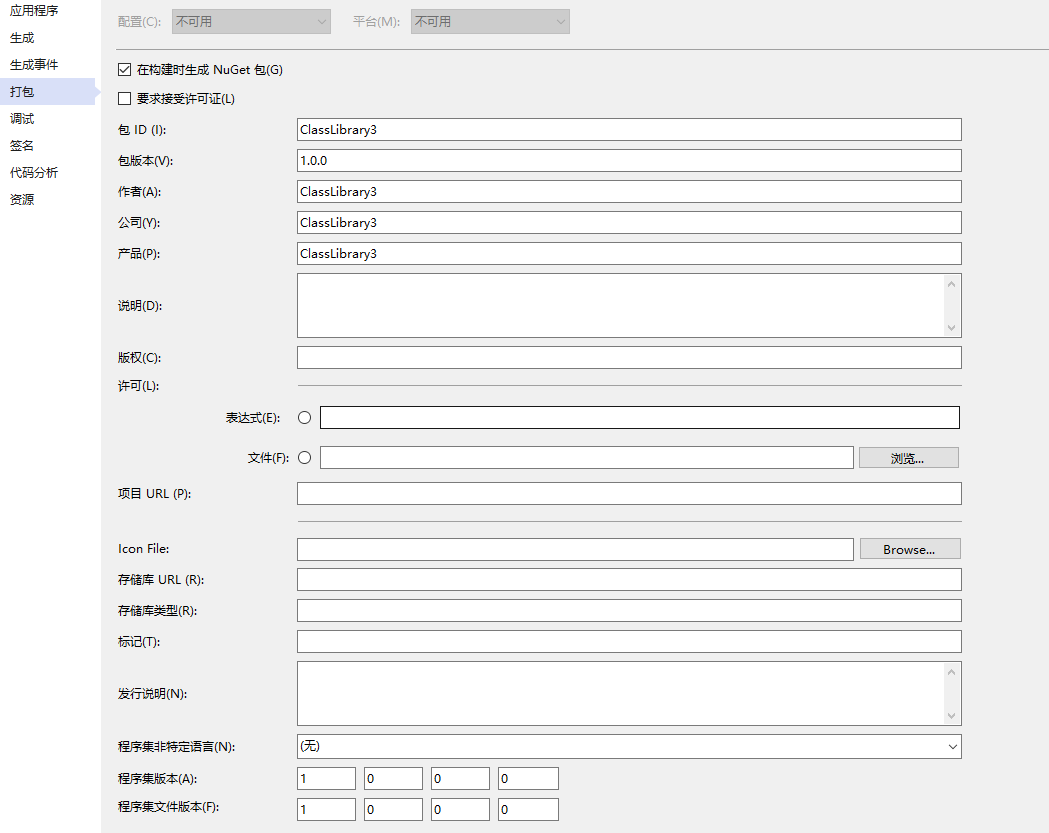 应用程序
生成
生成事件
打包
调试
签名
代码分析
资源
配置(C): 不可用 平台(M): 不可用
在构建时生成 NuGet 包(G)
要求接受许可证(L)
包 ID (I): ClassLibrary3
包版本(V): 1.0.0
作者(A): ClassLibrary3
公司(Y): ClassLibrary3
产品(P): ClassLibrary3
说明(D):
版权(C):
许可(L):
表达式(E):
文件(F): 浏览...
项目 URL (P):
Icon File: Browse...
存储库 URL (R):
存储库类型(R):
标记(T):
发行说明(N):
程序集非特定语言(N): (无)
程序集版本(A): 1 0 0 0
程序集文件版本(F): 1 0 0 0